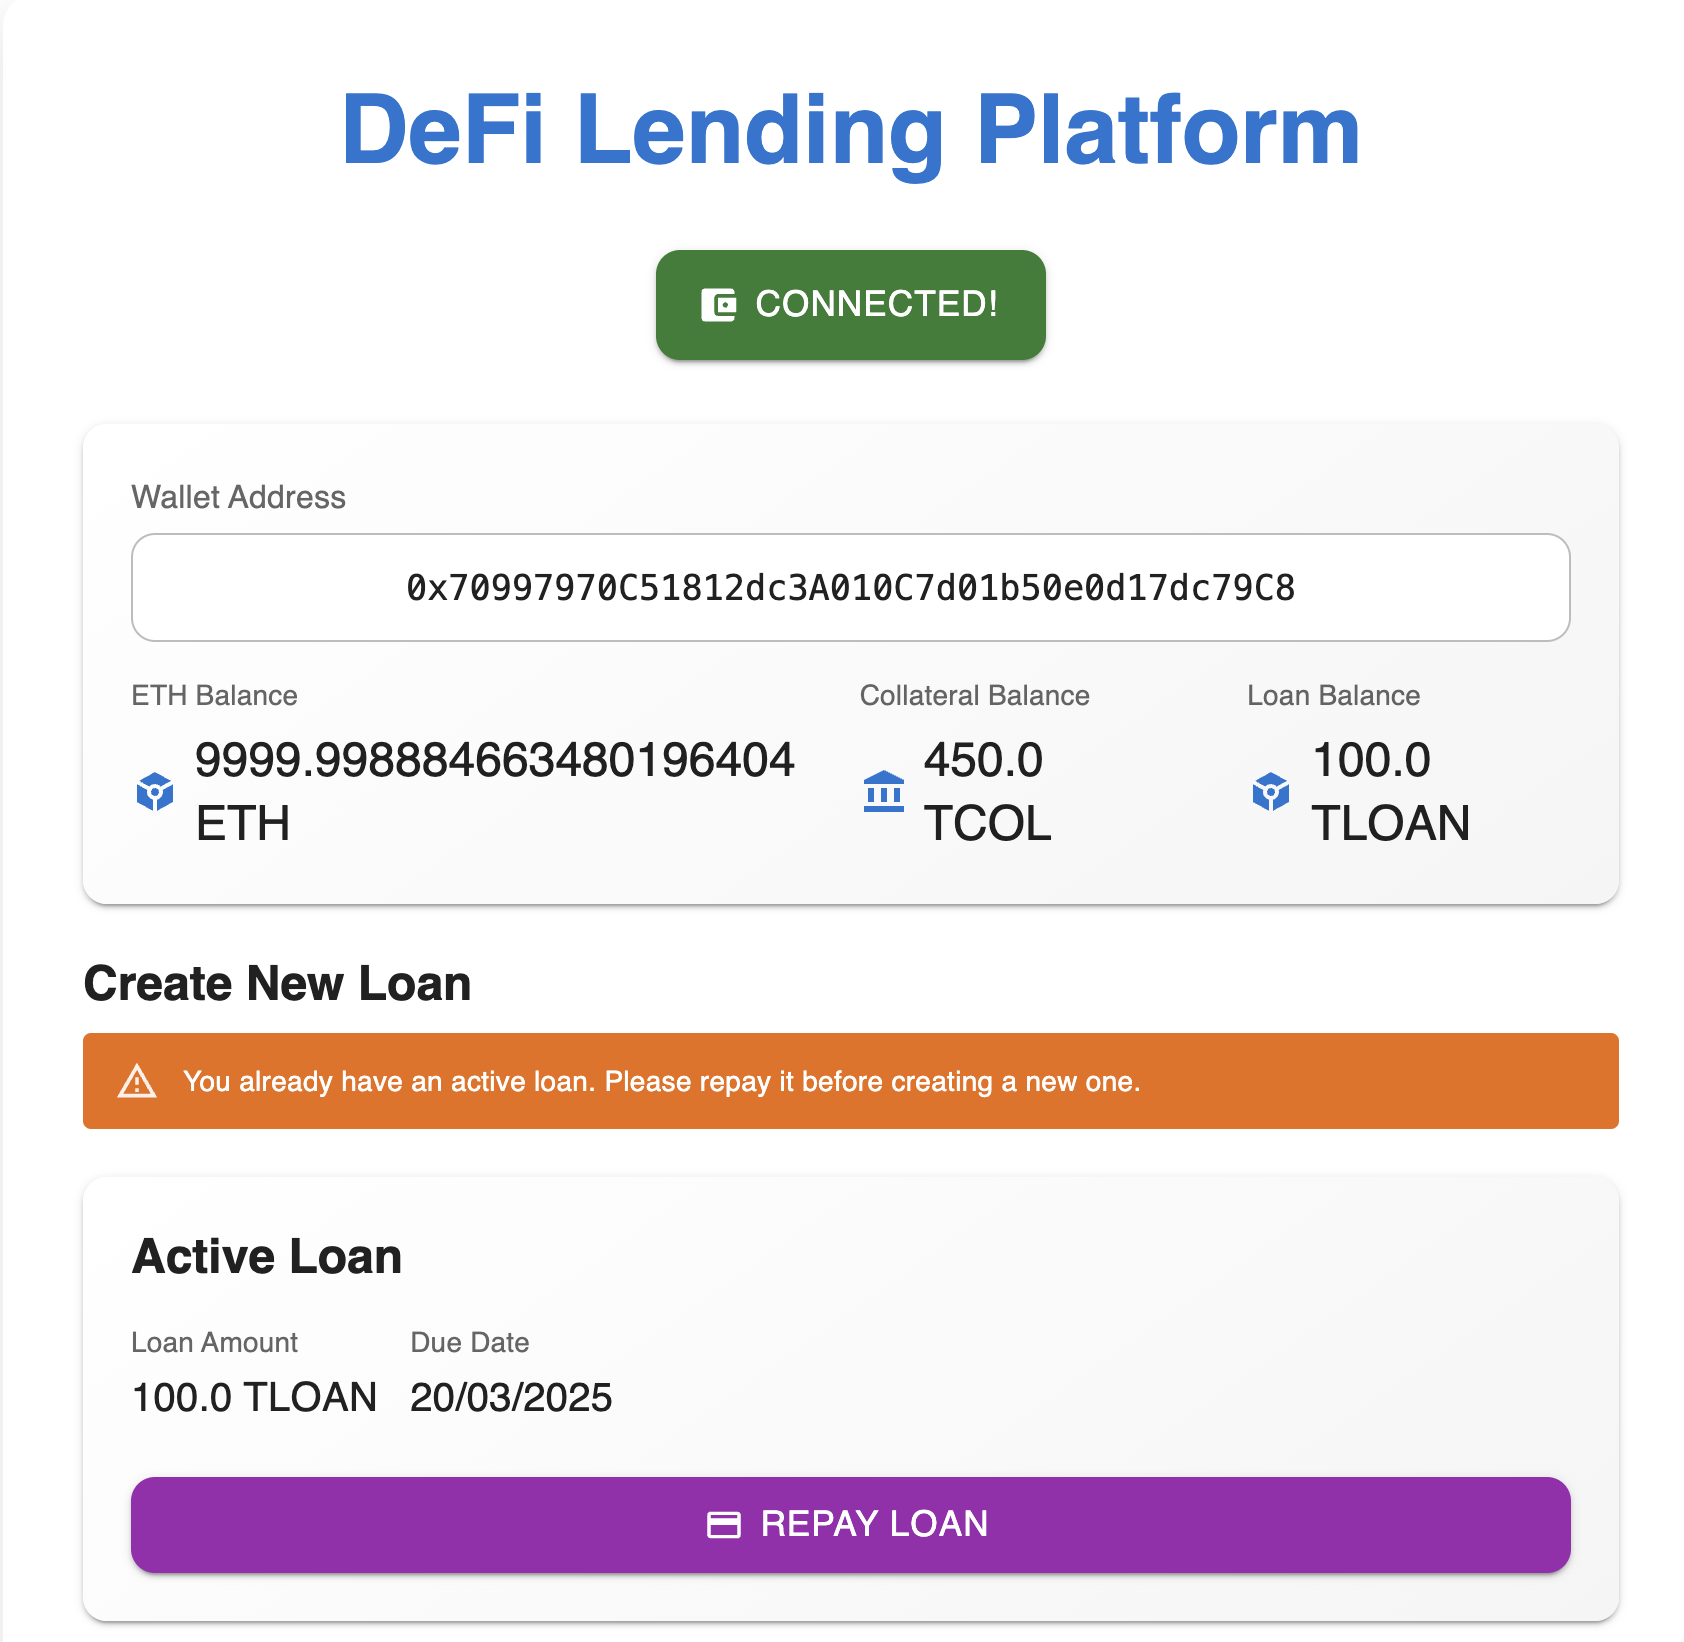 DeFi Lending Platform
CONNECTED!
Wallet Address
0x70997970C51812dc3A010C7d01b50e0d17dc79C8
ETH Balance
9999.998884663480196404
ETH
Collateral Balance
450.0
TCOL
Loan Balance
100.0
TLOAN
Create New Loan
You already have an active loan. Please repay it before creating a new one.
Active Loan
Loan Amount
100.0 TLOAN
Due Date
20/03/2025
REPAY LOAN